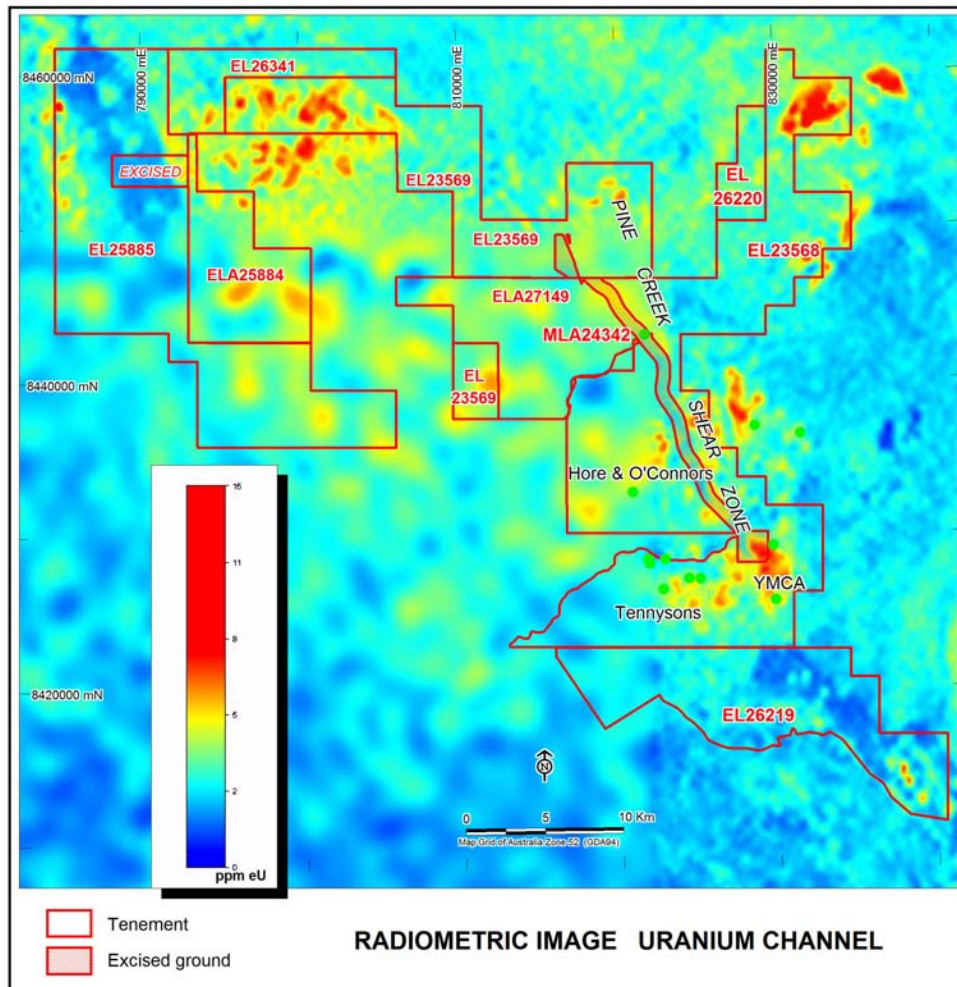 8460000 mN
790000 mE
EL26341
810000 mE
830000 mE
EXCISED
EL23569
EL
26220
PINE
EL25885
ELA25884
EL23569
EL23568
ELA27149
CREEK
MLA24342
8440000 mN
EL
23569
SHEAR
Hore & O'Connors
ZONE
YMCA
Tennysons
15
11
8
5
2
0
ppm eU
8420000 mN
EL26219
N
0 5 10 Km
Map Grid of Australia Zone 52 (GDA94)
Tenement
Excised ground
RADIOMETRIC IMAGE URANIUM CHANNEL